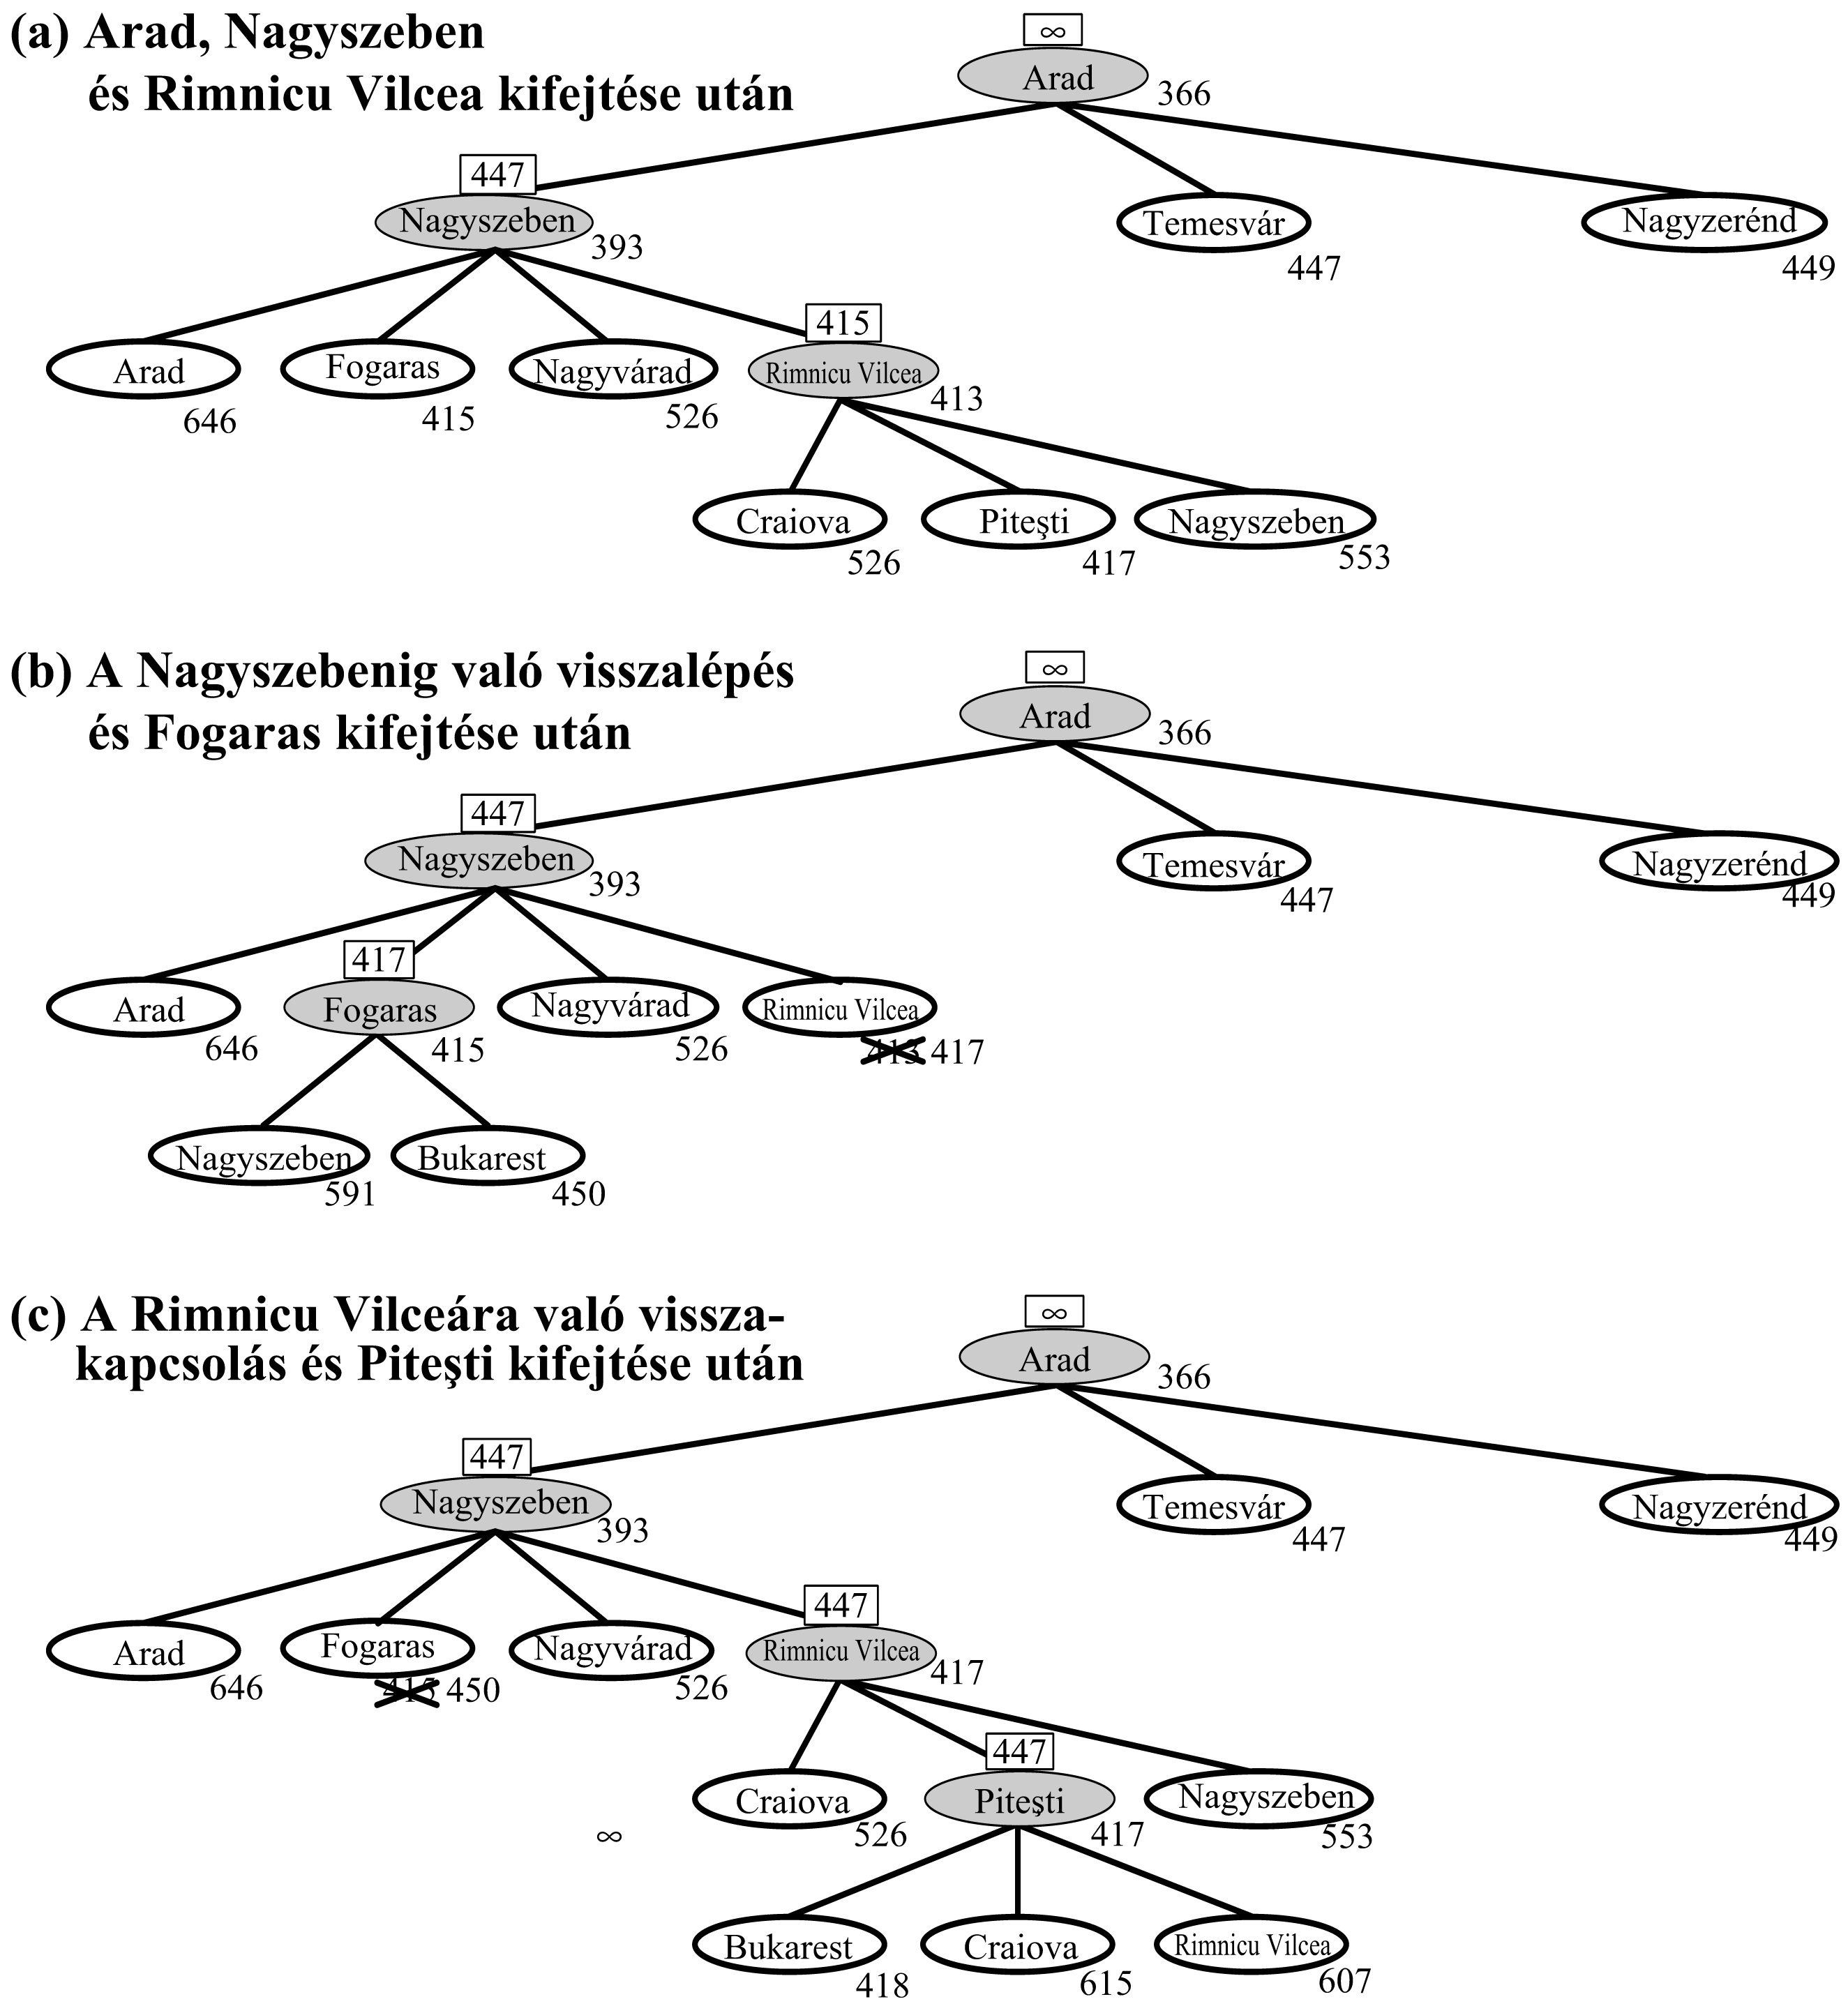 (a) Arad, Nagyszeben
és Rimnicu Vilcea kifejtése után
∞
Arad
366
447
Nagyszeben
393
Temesvár
447
Nagyzerénd
449
Arad
646
Fogaras
415
Nagyvárad
526
415
Rimnicu Vilcea
413
Craiova
526
Piteşti
417
Nagyszeben
553
(b) A Nagyszebenig való visszalépés
és Fogaras kifejtése után
∞
Arad
366
447
Nagyszeben
393
Temesvár
447
Nagyzerénd
449
Arad
646
417
Fogaras
415
Nagyvárad
526
Rimnicu Vilcea
413 417
Nagyszeben
591
Bukarest
450
(c) A Rimnicu Vilceára való vissza-
kapcsolás és Piteşti kifejtése után
∞
Arad
366
447
Nagyszeben
393
Temesvár
447
Nagyzerénd
449
Arad
646
Fogaras
415 450
Nagyvárad
526
447
Rimnicu Vilcea
417
Craiova
526
447
Piteşti
417
Nagyszeben
553
∞
Bukarest
418
Craiova
615
Rimnicu Vilcea
607